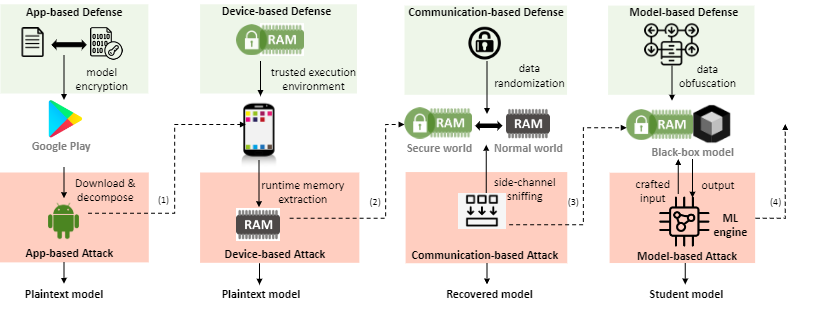 App-based Defense
01011
0010
010
model
encryption
Google Play
Download &
decompose
(1)
App-based Attack
Plaintext model
Device-based Defense
RAM
trusted execution
environment
runtime memory
extraction
(2)
RAM
Device-based Attack
Plaintext model
Communication-based Defense
data
randomization
RAM
RAM
Secure world
Normal world
side-channel
sniffing
(3)
Communication-based Attack
Recovered model
Model-based Defense
data
obfuscation
RAM
Black-box model
crafted
input
output
(4)
ML
engine
Model-based Attack
Student model